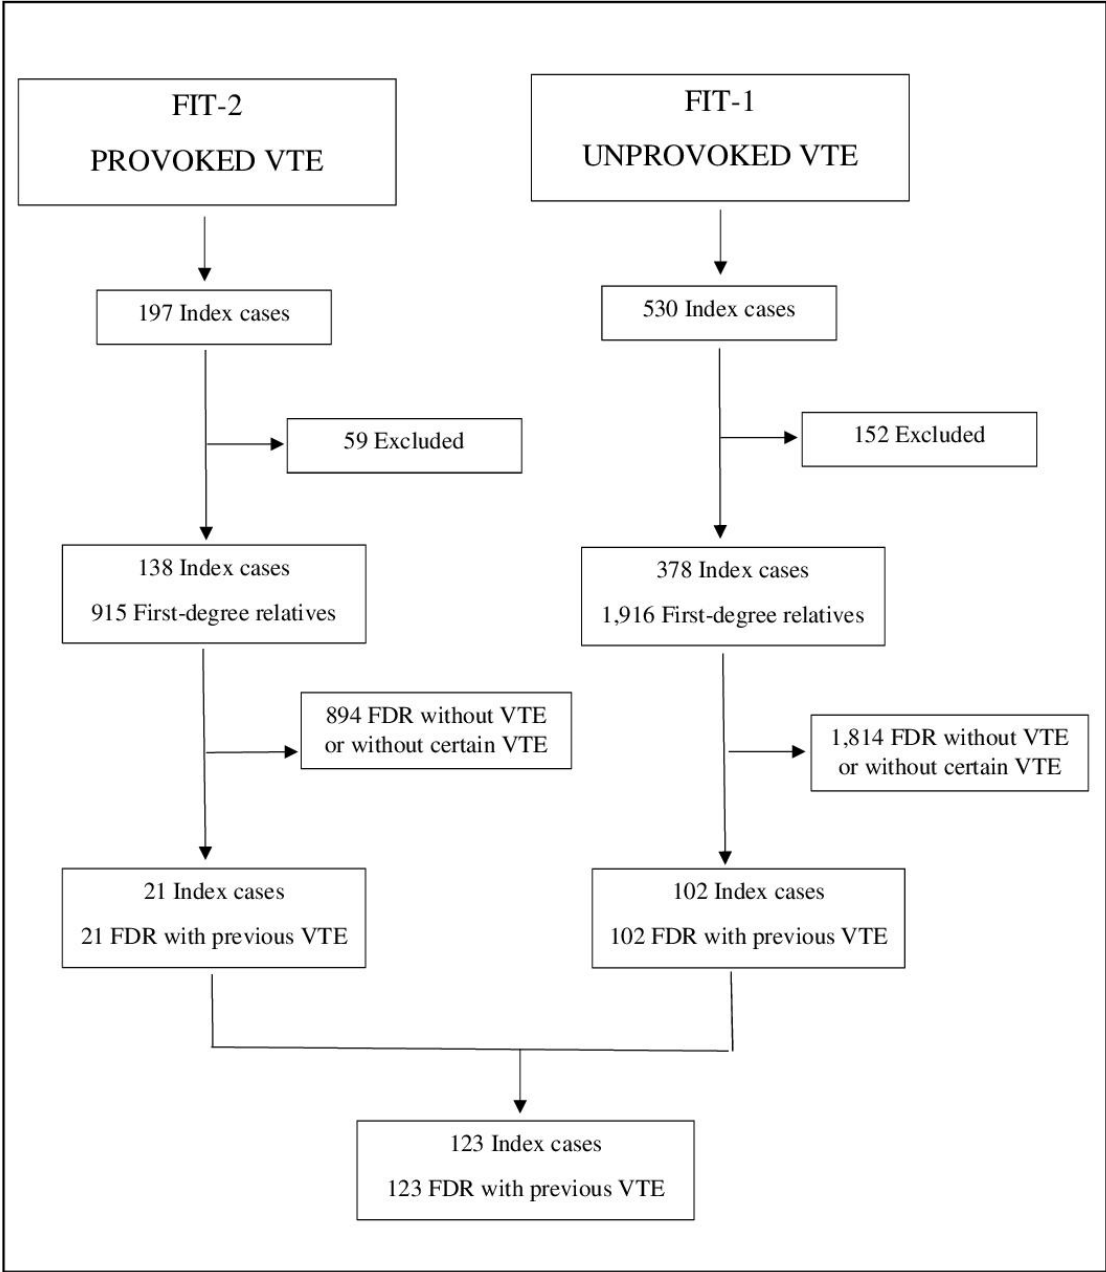 FIT-2
PROVOKED VTE
FIT-1
UNPROVOKED VTE
197 Index cases
530 Index cases
59 Excluded
152 Excluded
138 Index cases
915 First-degree relatives
378 Index cases
1,916 First-degree relatives
894 FDR without VTE
or without certain VTE
1,814 FDR without VTE
or without certain VTE
21 Index cases
21 FDR with previous VTE
102 Index cases
102 FDR with previous VTE
123 Index cases
123 FDR with previous VTE